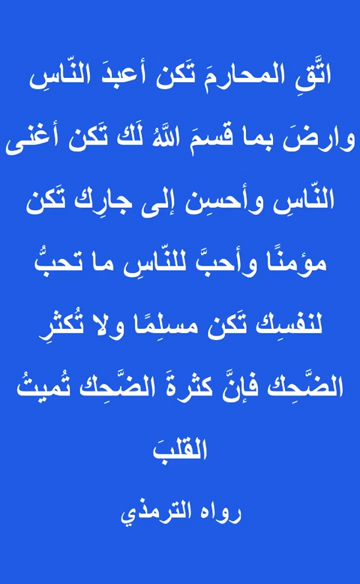 اتَّقِ المحارمَ تَكن أعبدَ النّاسِ
وارضَ بما قسمَ اللَّهُ لَك تَكن أغنى
النّاسِ وأحسِن إلى جارِك تَكن
مؤمنًا وأحبَّ للنّاسِ ما تحبُّ
لنفسِك تَكن مسلِمًا ولا تُكثرِ
الضَّحِك فإنَّ كثرةَ الضَّحِك تُميتُ
القلبَ
رواه الترمذي